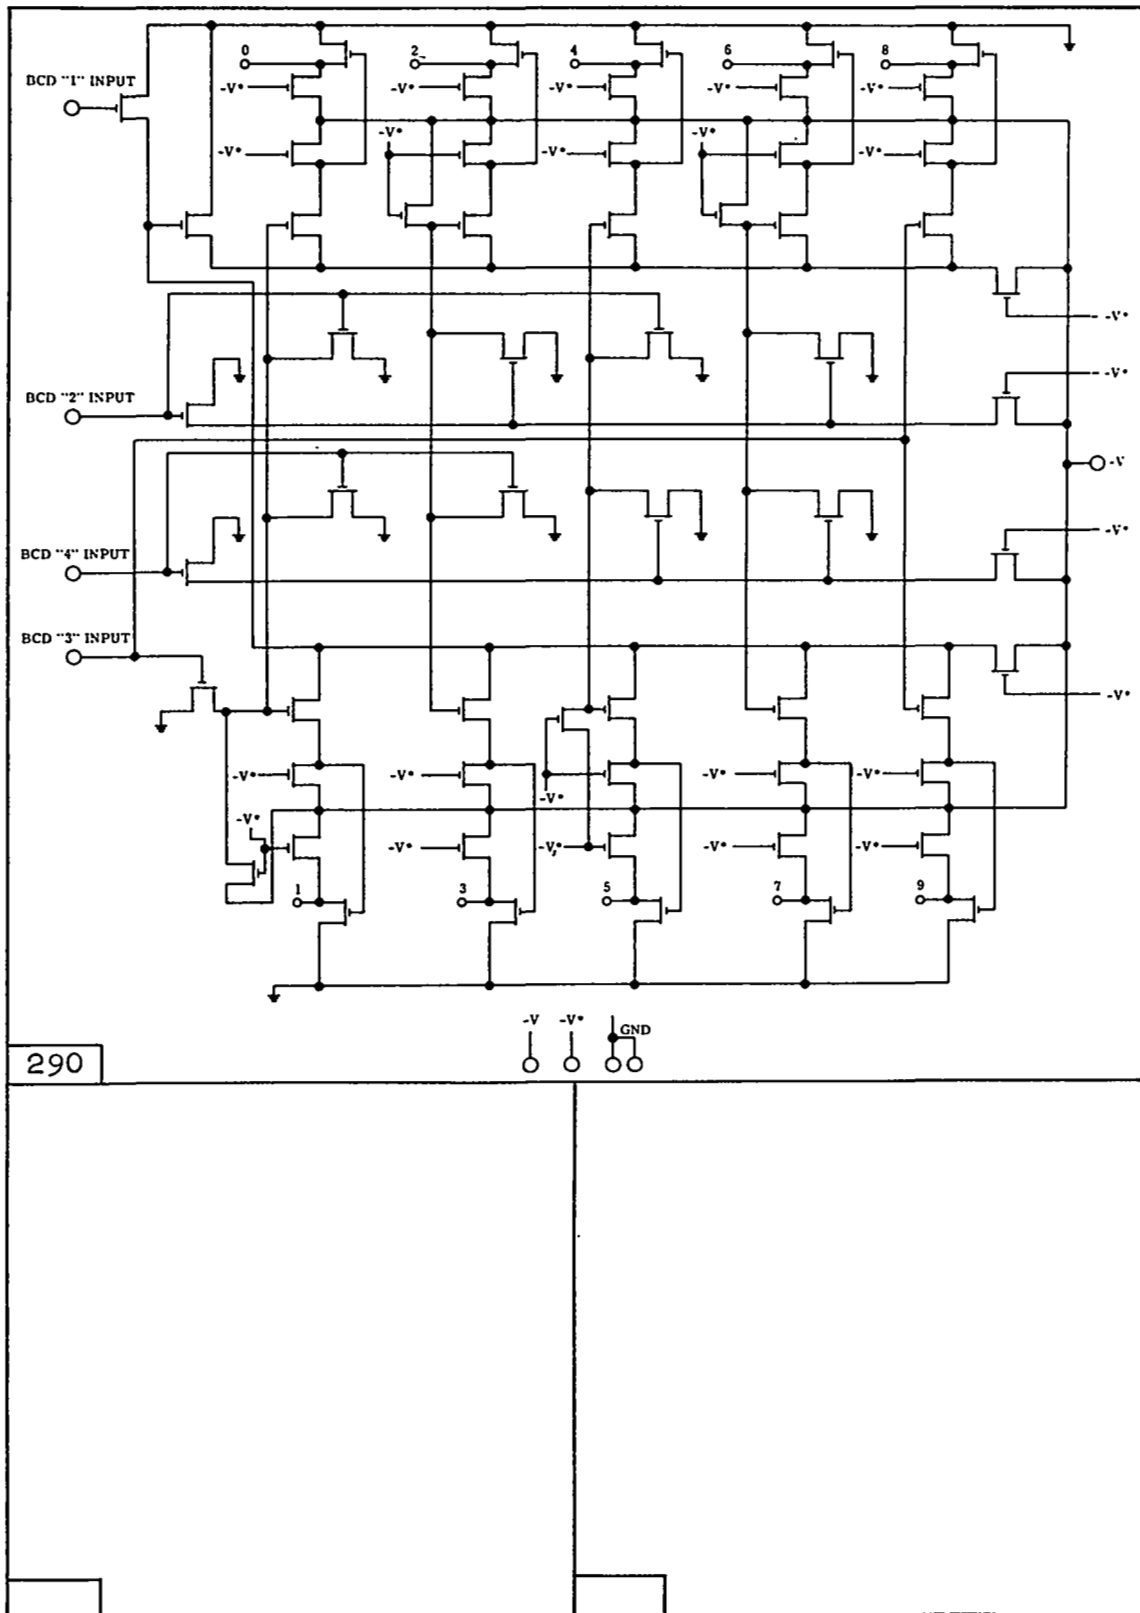 0 2 4 6 8
BCD "1" INPUT
-V* -V* -V* -V* -V*
-V* -V* -V* -V* -V*
-V*
-V*
BCD "2" INPUT
-V
-V*
BCD "4" INPUT
BCD "3" INPUT
-V*
-V* -V* -V* -V* -V*
-V*
-V* -V* -V* -V*
1 3 5 7 9
-V -V* GND
290